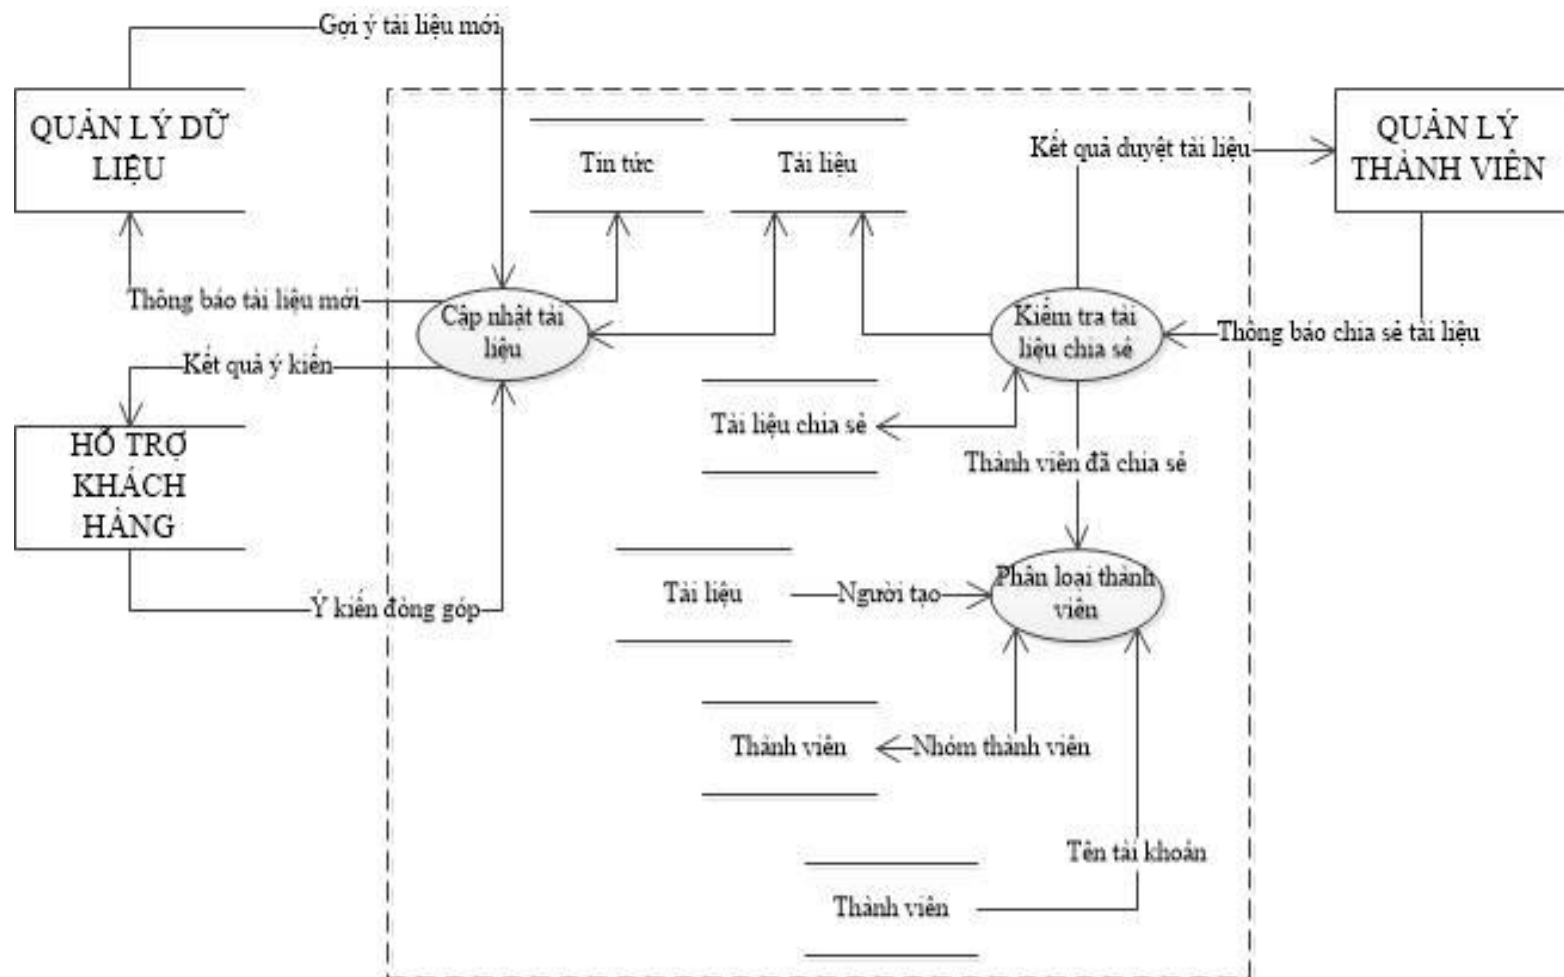 Gợi ý tài liệu mới
QUẢN LÝ DỮ
LIỆU
Tin tức
Tài liệu
Kết quả duyệt tài liệu
QUẢN LÝ
THÀNH VIÊN
Thông báo tài liệu mới
Cập nhật tài
liệu
Kiểm tra tài
liệu chia sẻ
Thông báo chia sẻ tài liệu
Kết quả ý kiến
Tài liệu chia sẻ
HỖ TRỢ
KHÁCH
HÀNG
Thành viên đã chia sẻ
Ý kiến đóng góp
Tài liệu
Người tạo
Phân loại thành
viên
Thành viên
Nhóm thành viên
Tên tài khoản
Thành viên